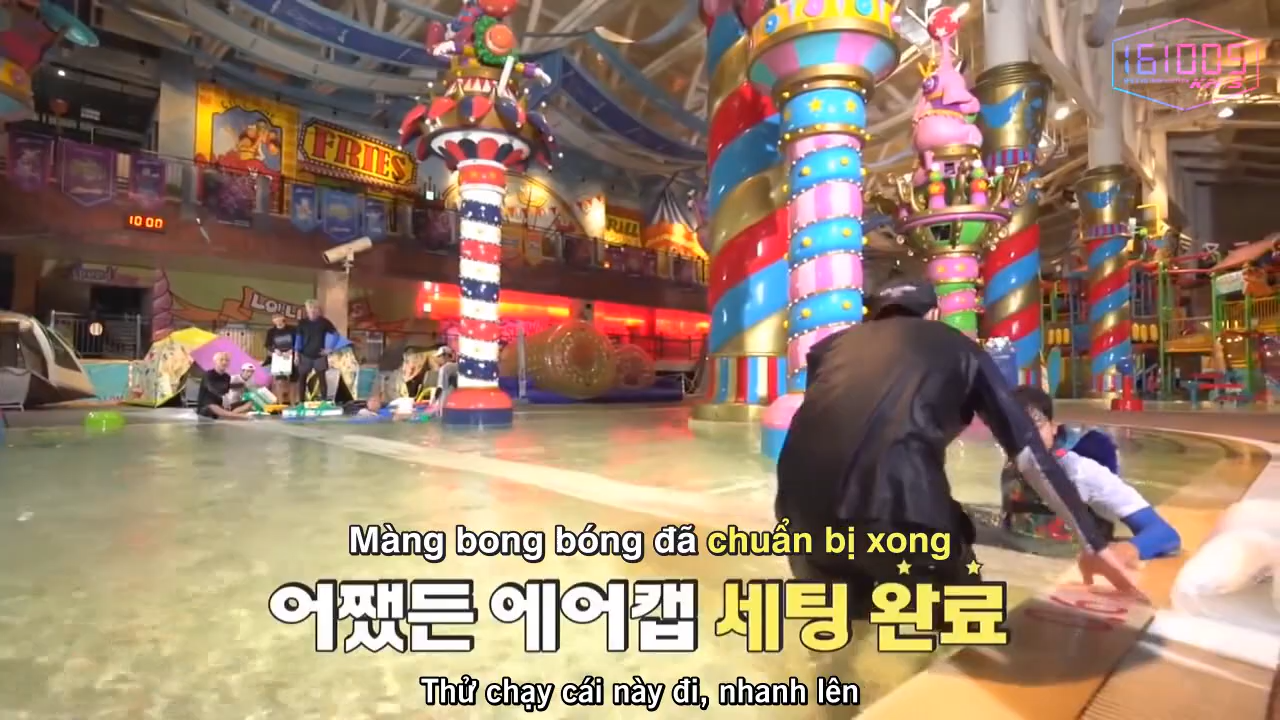 161005
FRIES
10:00
Màng bong bóng đã chuẩn bị xong
어쨌든 에어캡 세팅 완료
Thử chạy cái này đi, nhanh lên